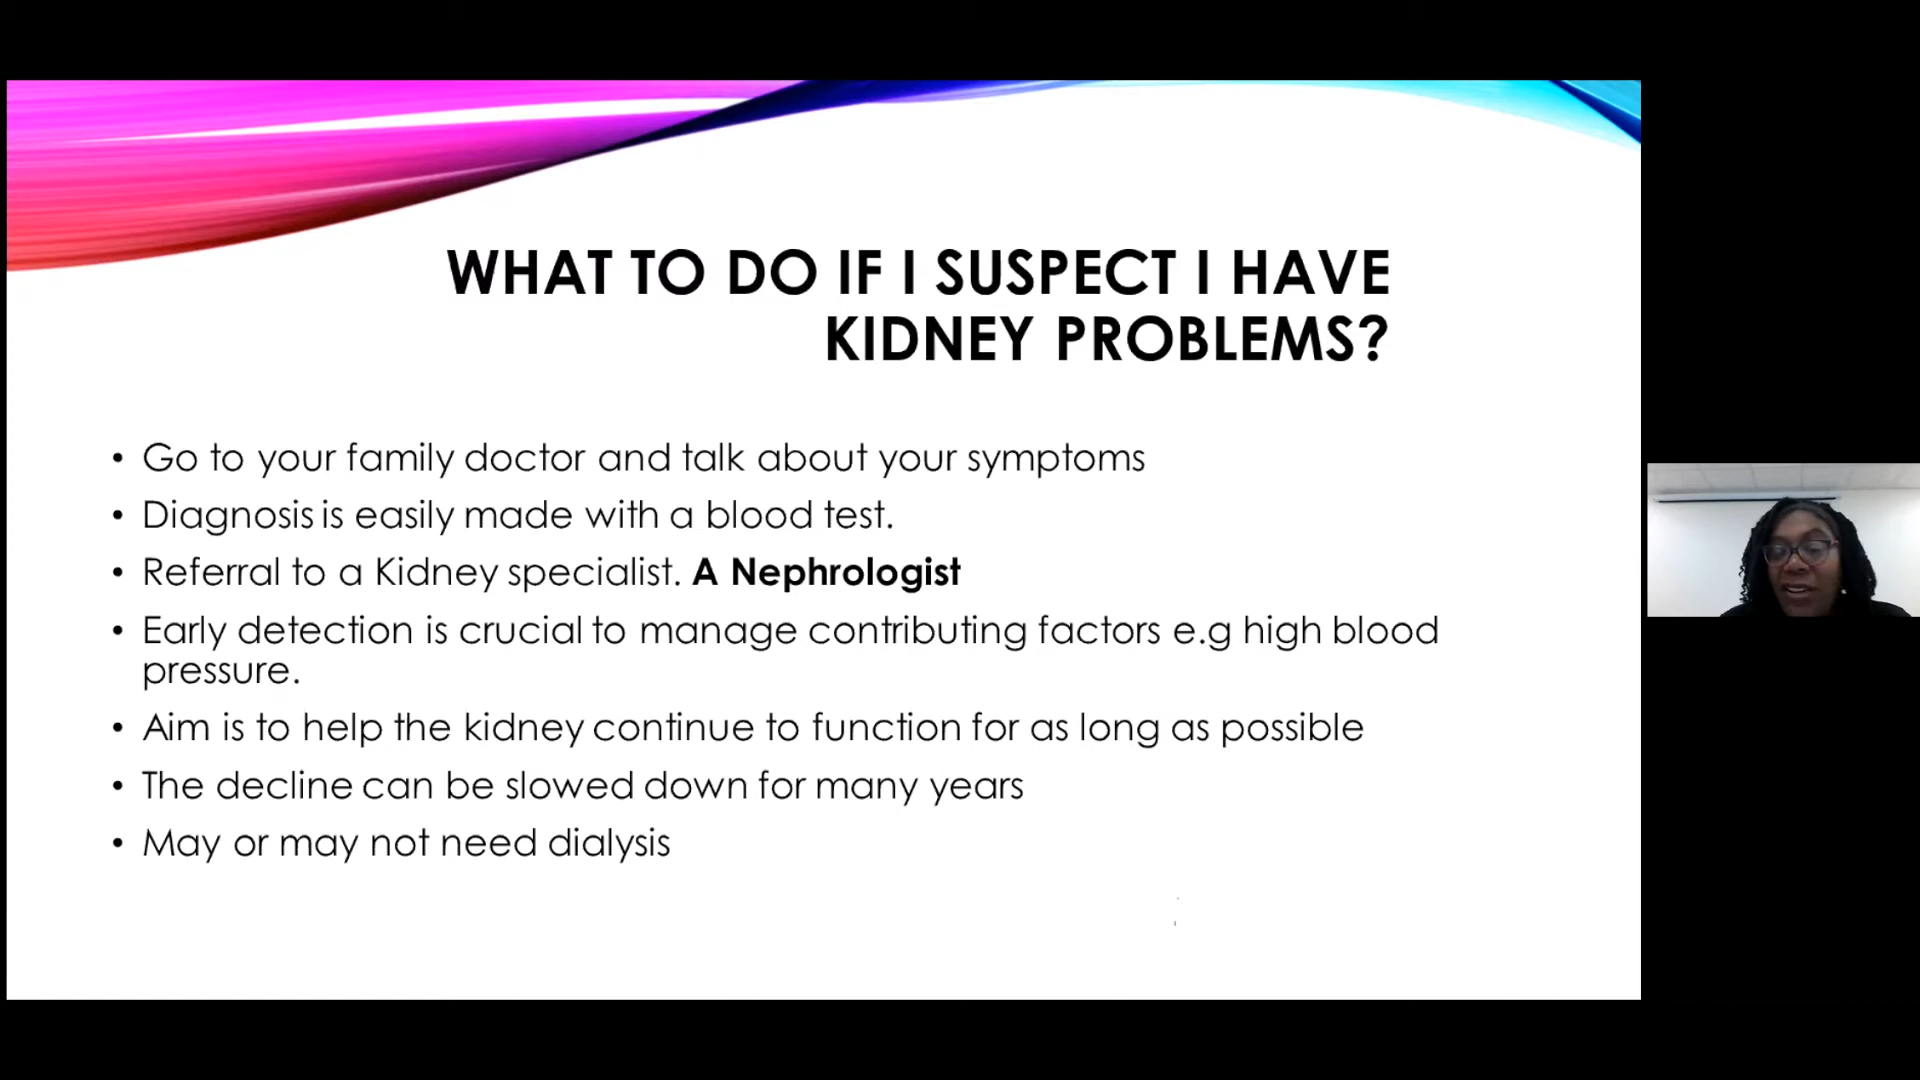 WHAT TO DO IF I SUSPECT I HAVE
KIDNEY PROBLEMS?
• Go to your family doctor and talk about your symptoms
• Diagnosis is easily made with a blood test.
• Referral to a Kidney specialist. A Nephrologist
• Early detection is crucial to manage contributing factors e.g high blood
pressure.
• Aim is to help the kidney continue to function for as long as possible
• The decline can be slowed down for many years
• May or may not need dialysis